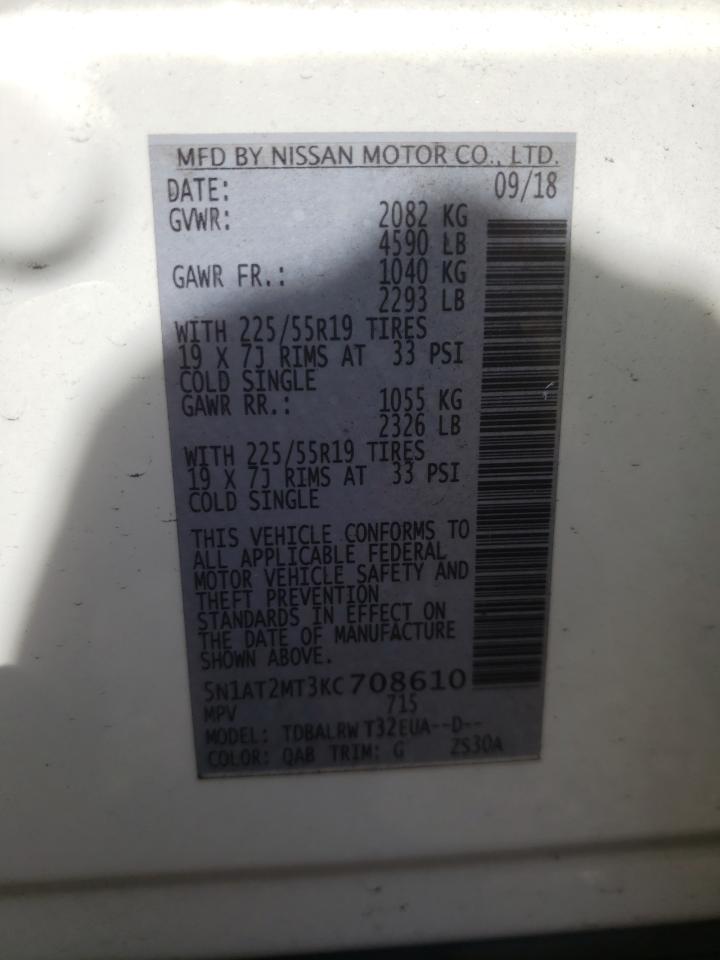 MFD BY NISSAN MOTOR CO., LTD.
DATE: 09/18
GVWR: 2082 KG
4590 LB
GAWR FR.: 1040 KG
2293 LB
WITH 225/55R19 TIRES
19 X 7J RIMS AT 33 PSI
COLD SINGLE
GAWR RR.: 1055 KG
2326 LB
WITH 225/55R19 TIRES
19 X 7J RIMS AT 33 PSI
COLD SINGLE
THIS VEHICLE CONFORMS TO
ALL APPLICABLE FEDERAL
MOTOR VEHICLE SAFETY AND
THEFT PREVENTION
STANDARDS IN EFFECT ON
THE DATE OF MANUFACTURE
SHOWN ABOVE.
5N1AT2MT3KC708610
MPV 715
MODEL: TDBALRW T32EUA--D--
COLOR: QAB TRIM: G ZS30A